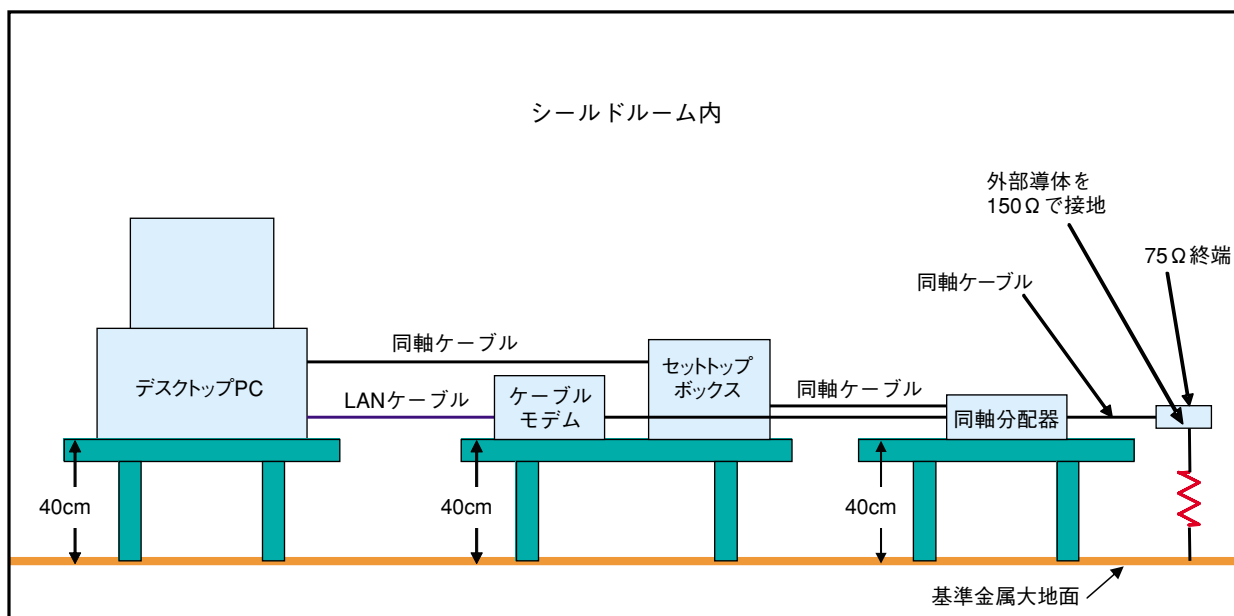 シールドルーム内
外部導体を
150Ωで接地
75Ω終端
同軸ケーブル
同軸ケーブル
セットトップ
ボックス
デスクトップPC
同軸ケーブル
LANケーブル
ケーブル
モデム
同軸分配器
40cm
40cm
40cm
基準金属大地面